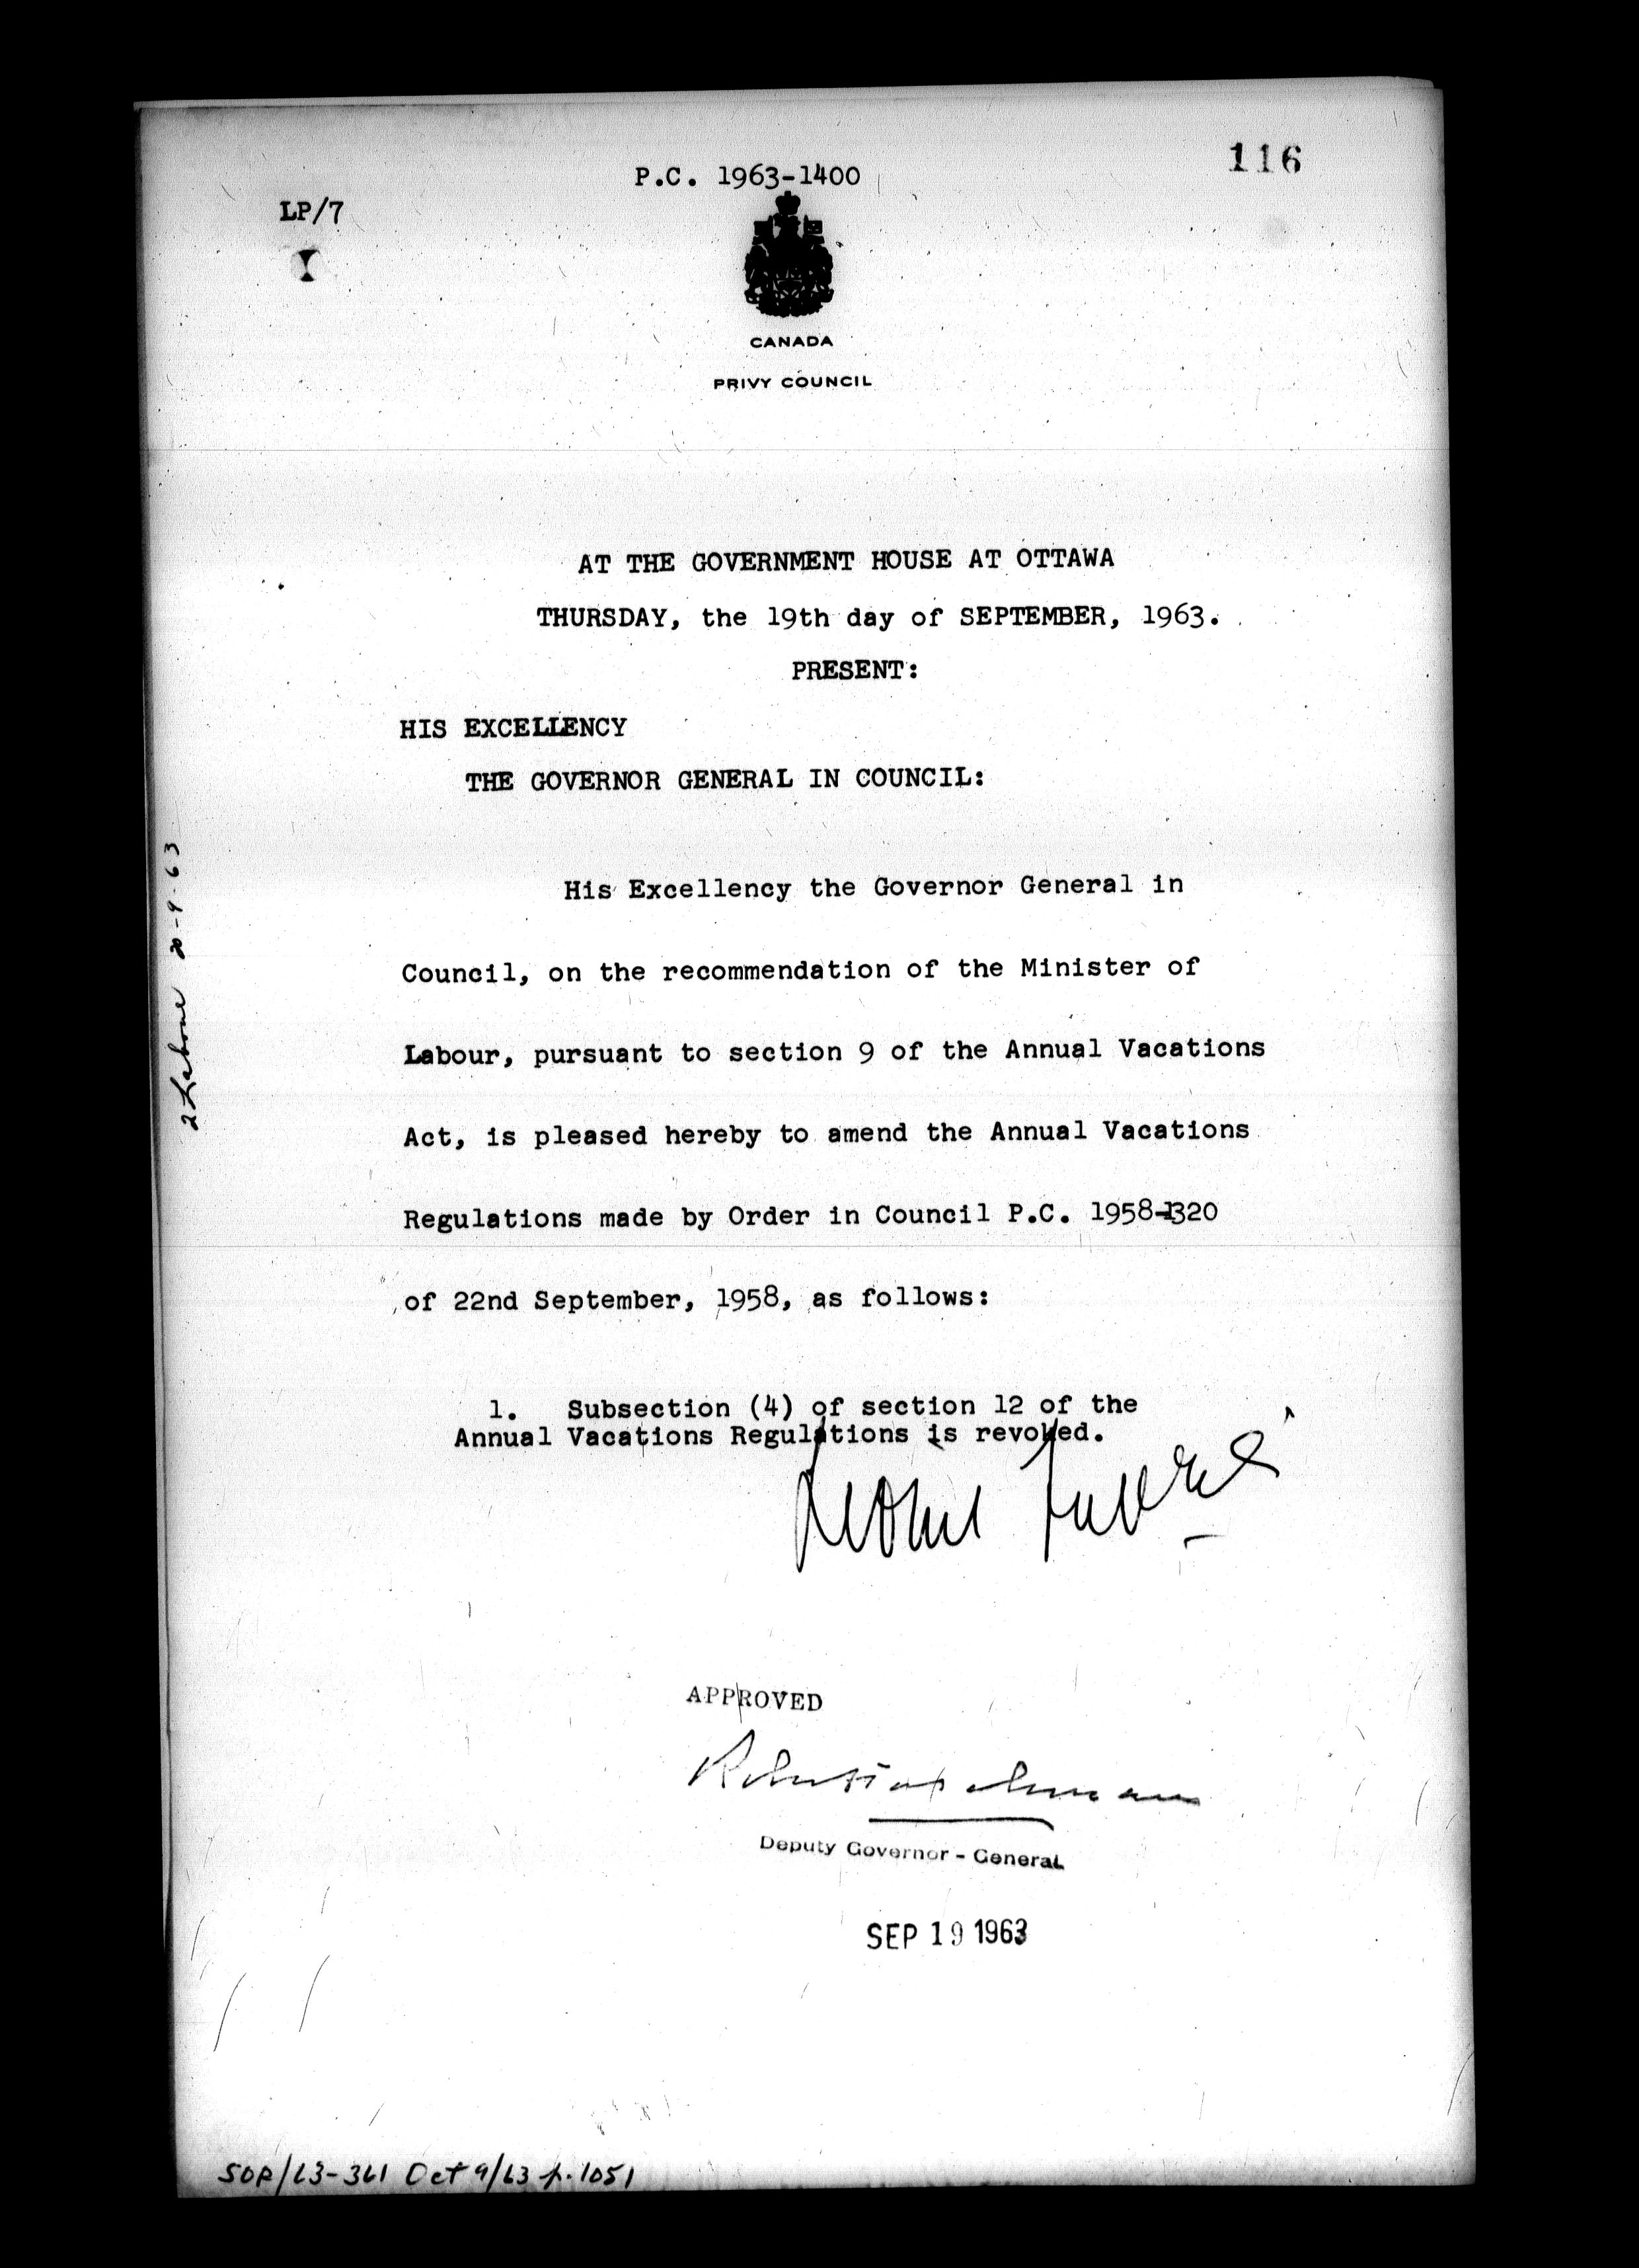 116
P.C. 1963-1400
LP/7
CANADA
PRIVY COUNCIL
AT THE GOVERNMENT HOUSE AT OTTAWA
THURSDAY, the 19th day of SEPTEMBER, 1963.
PRESENT:
HIS EXCELLENCY
THE GOVERNOR GENERAL IN COUNCIL:
His Excellency the Governor General in
Council, on the recommendation of the Minister of
Labour, pursuant to section 9 of the Annual Vacations
Act, is pleased hereby to amend the Annual Vacations
Regulations made by Order in Council P.C. 1958-1320
of 22nd September, 1958, as follows:
1. Subsection (4) of section 12 of the
Annual Vacations Regulations is revoked.
APPROVED
Deputy Governor - General
SEP 19 1963
2 Labour 20-9-63
SOR/63-361 Oct 9/63 p.1051